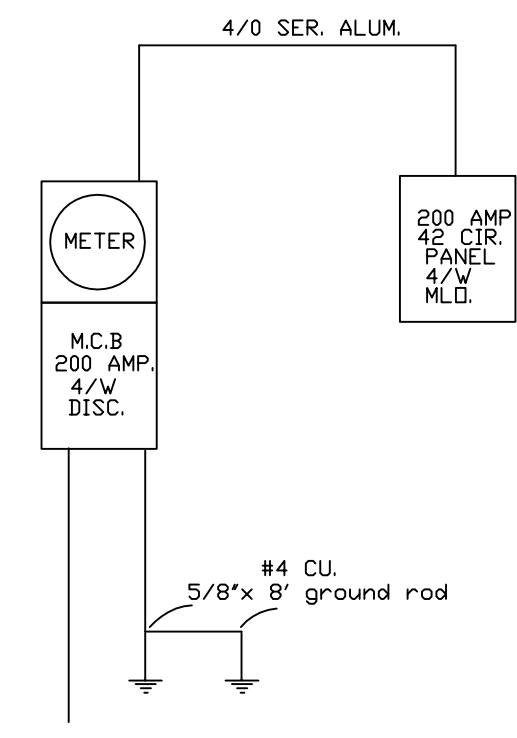 4/0 SER. ALUM.
METER
200 AMP
42 CIR.
PANEL
4/W
MLO.
M.C.B
200 AMP.
4/W
DISC.
#4 CU.
5/8"x 8' ground rod